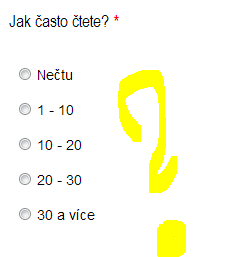 Jak často čtete? *
Nečtu
1 - 10
10 - 20
20 - 30
30 a více
?